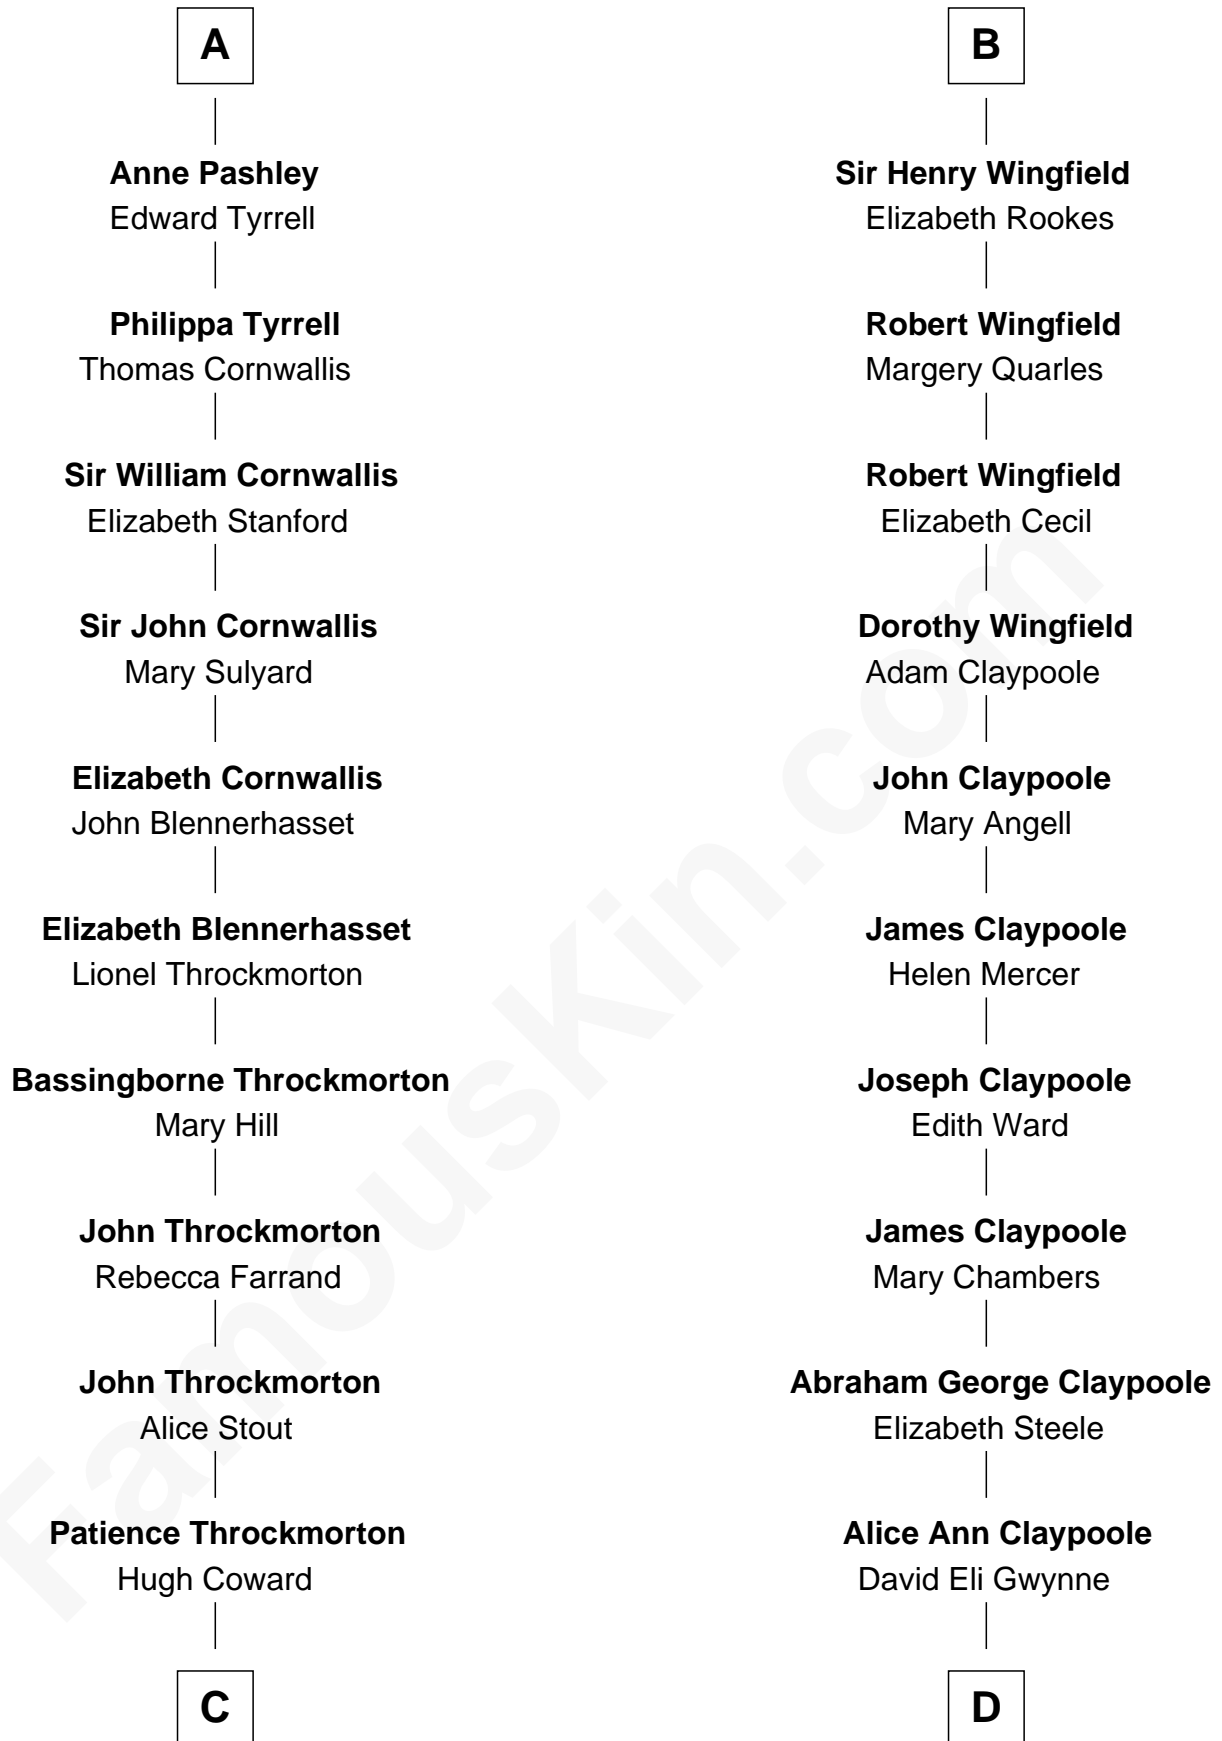 A
Anne Pashley
Edward Tyrrell
Philippa Tyrrell
Thomas Cornwallis
Sir William Cornwallis
Elizabeth Stanford
Sir John Cornwallis
Mary Sulyard
Elizabeth Cornwallis
John Blennerhasset
Elizabeth Blennerhasset
Lionel Throckmorton
Bassingborne Throckmorton
Mary Hill
John Throckmorton
Rebecca Farrand
John Throckmorton
Alice Stout
Patience Throckmorton
Hugh Coward
C
B
Sir Henry Wingfield
Elizabeth Rookes
Robert Wingfield
Margery Quarles
Robert Wingfield
Elizabeth Cecil
Dorothy Wingfield
Adam Claypoole
John Claypoole
Mary Angell
James Claypoole
Helen Mercer
Joseph Claypoole
Edith Ward
James Claypoole
Mary Chambers
Abraham George Claypoole
Elizabeth Steele
Alice Ann Claypoole
David Eli Gwynne
D
FamousKin.com